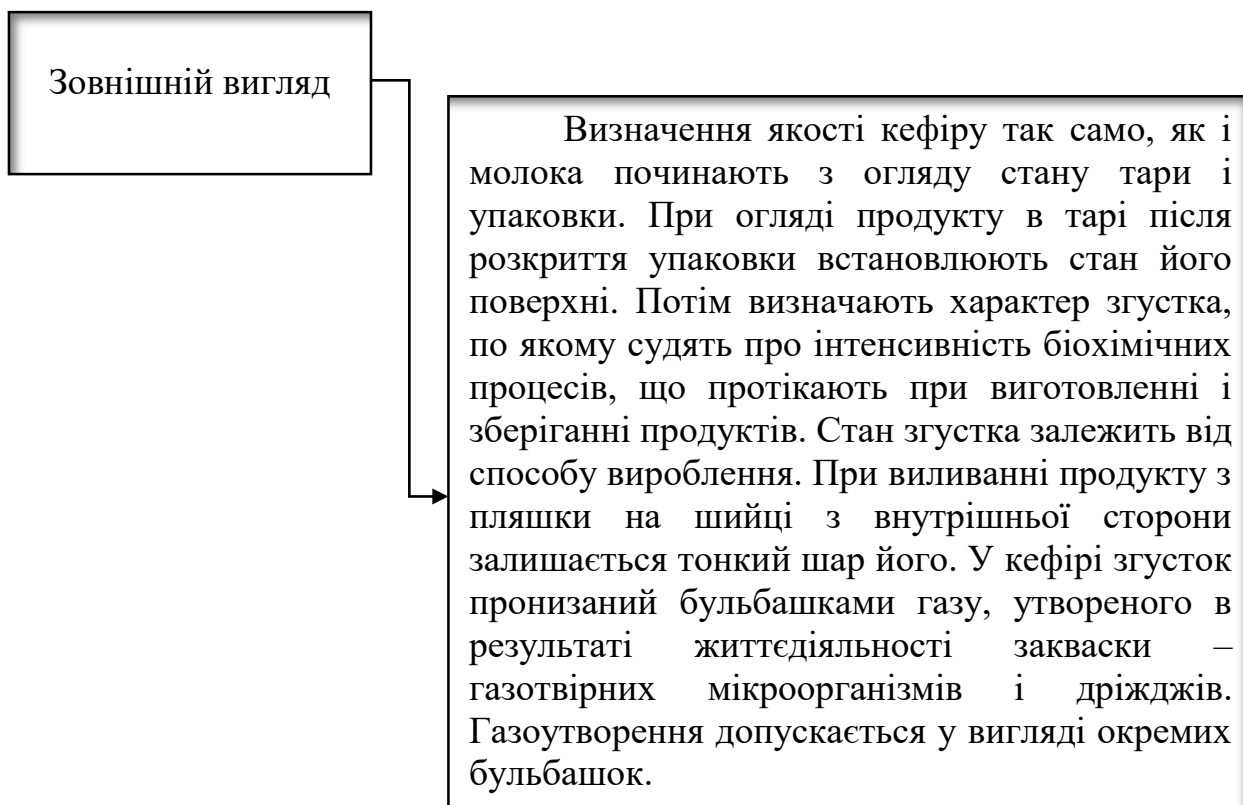 Зовнішній вигляд
Визначення якості кефіру так само, як і
молока починають з огляду стану тари і
упаковки. При огляді продукту в тарі після
розкриття упаковки встановлюють стан його
поверхні. Потім визначають характер згустка,
по якому судять про інтенсивність біохімічних
процесів, що протікають при виготовленні і
зберіганні продуктів. Стан згустка залежить від
способу вироблення. При виливанні продукту з
пляшки на шийці з внутрішньої сторони
залишається тонкий шар його. У кефірі згусток
пронизаний бульбашками газу, утвореного в
результаті життєдіяльності закваски –
газотвірних мікроорганізмів і дріжджів.
Газоутворення допускається у вигляді окремих
бульбашок.